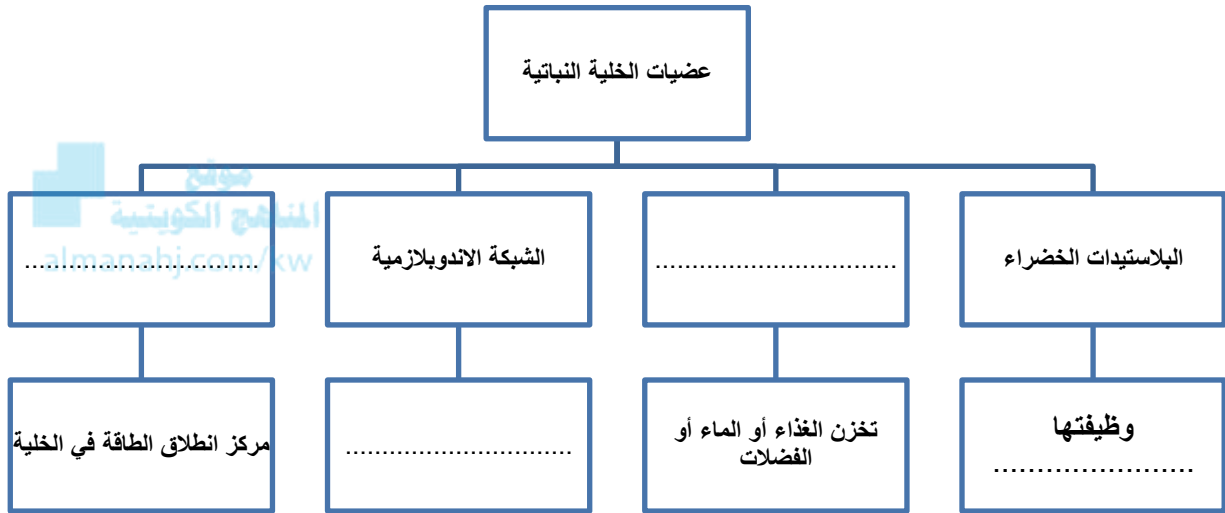 عضيات الخلية النباتية
موقع
المناهج الكويتية
almanahj.com/kw
البلاستيدات الخضراء
................................
الشبكة الاندوبلازمية
................................
وظيفتها
........................
تخزن الغذاء أو الماء أو
الفضلات
..............................
مركز انطلاق الطاقة في الخلية